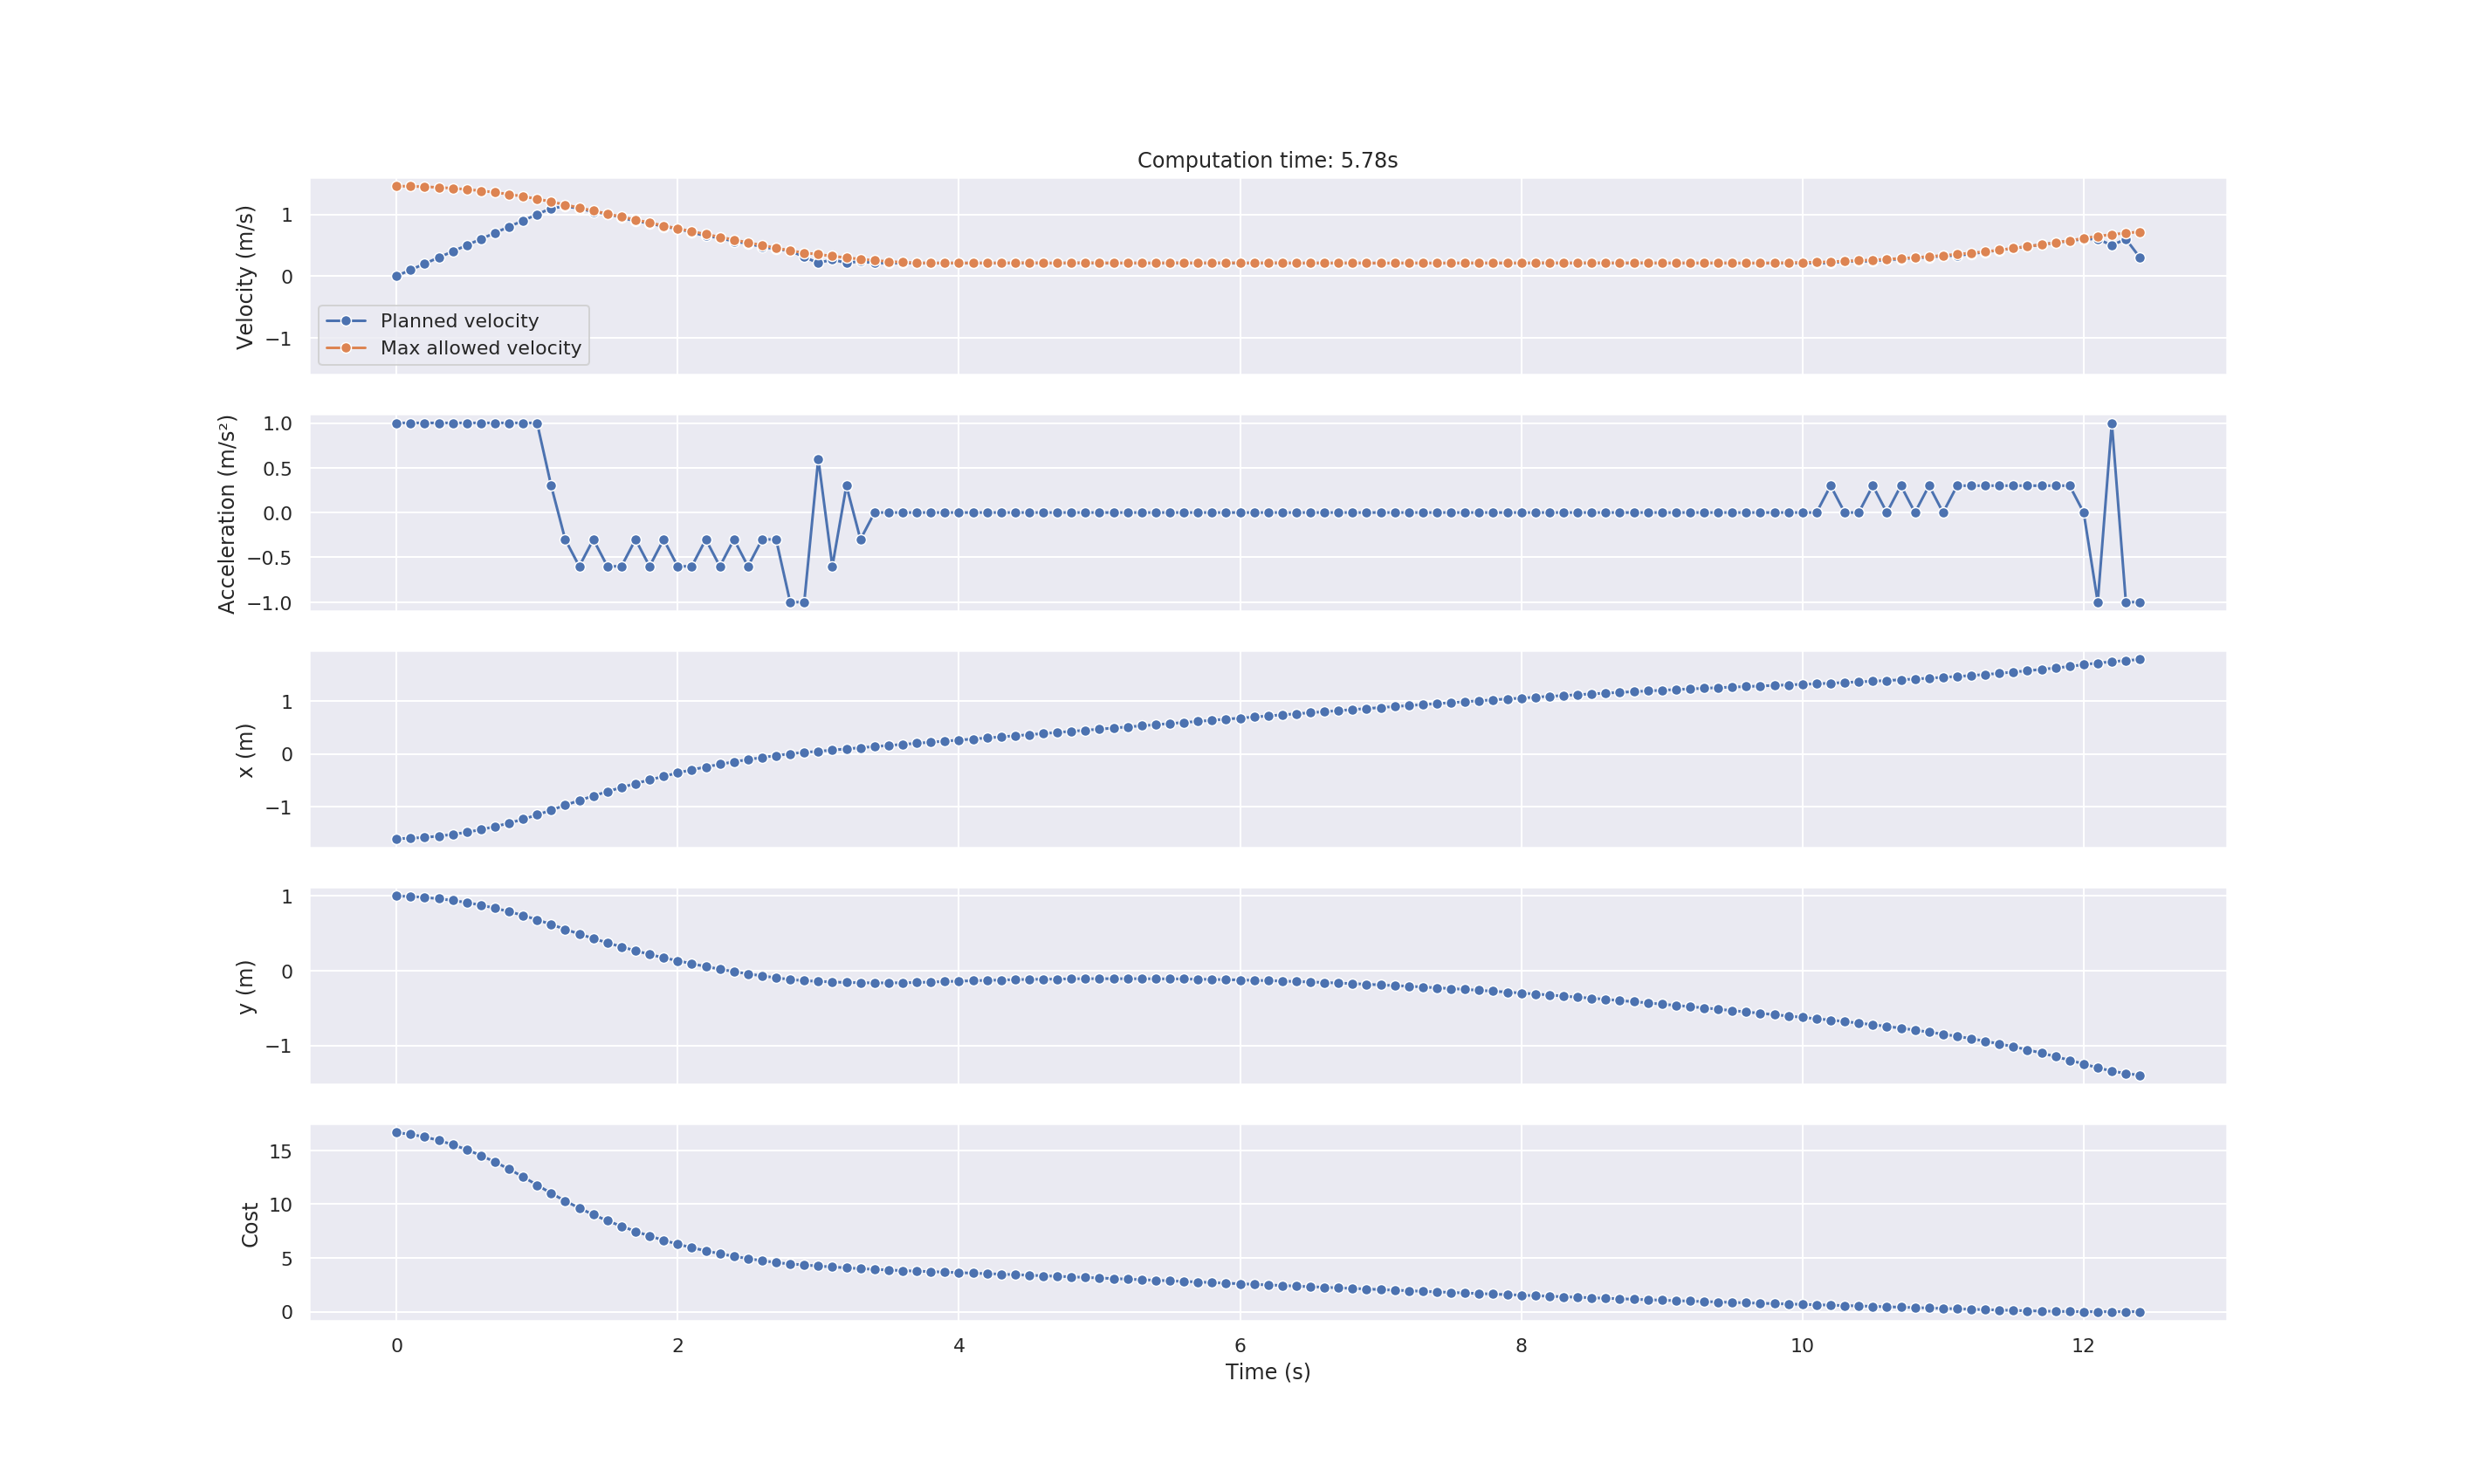 Computation time: 5.78s
Velocity (m/s)
1
0
−1
Planned velocity
Max allowed velocity
Acceleration (m/s²)
1.0
0.5
0.0
−0.5
−1.0
x (m)
1
0
−1
y (m)
1
0
−1
Cost
15
10
5
0
0 2 4 6 8 10 12
Time (s)